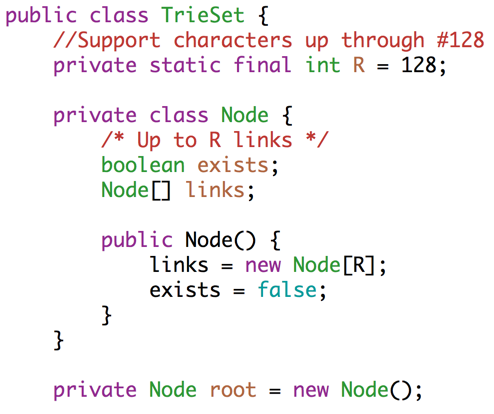 public class TrieSet {
    //Support characters up through #128
    private static final int R = 128;

    private class Node {
        /* Up to R links */
        boolean exists;
        Node[] links;

        public Node() {
            links = new Node[R];
            exists = false;
        }
    }

    private Node root = new Node();